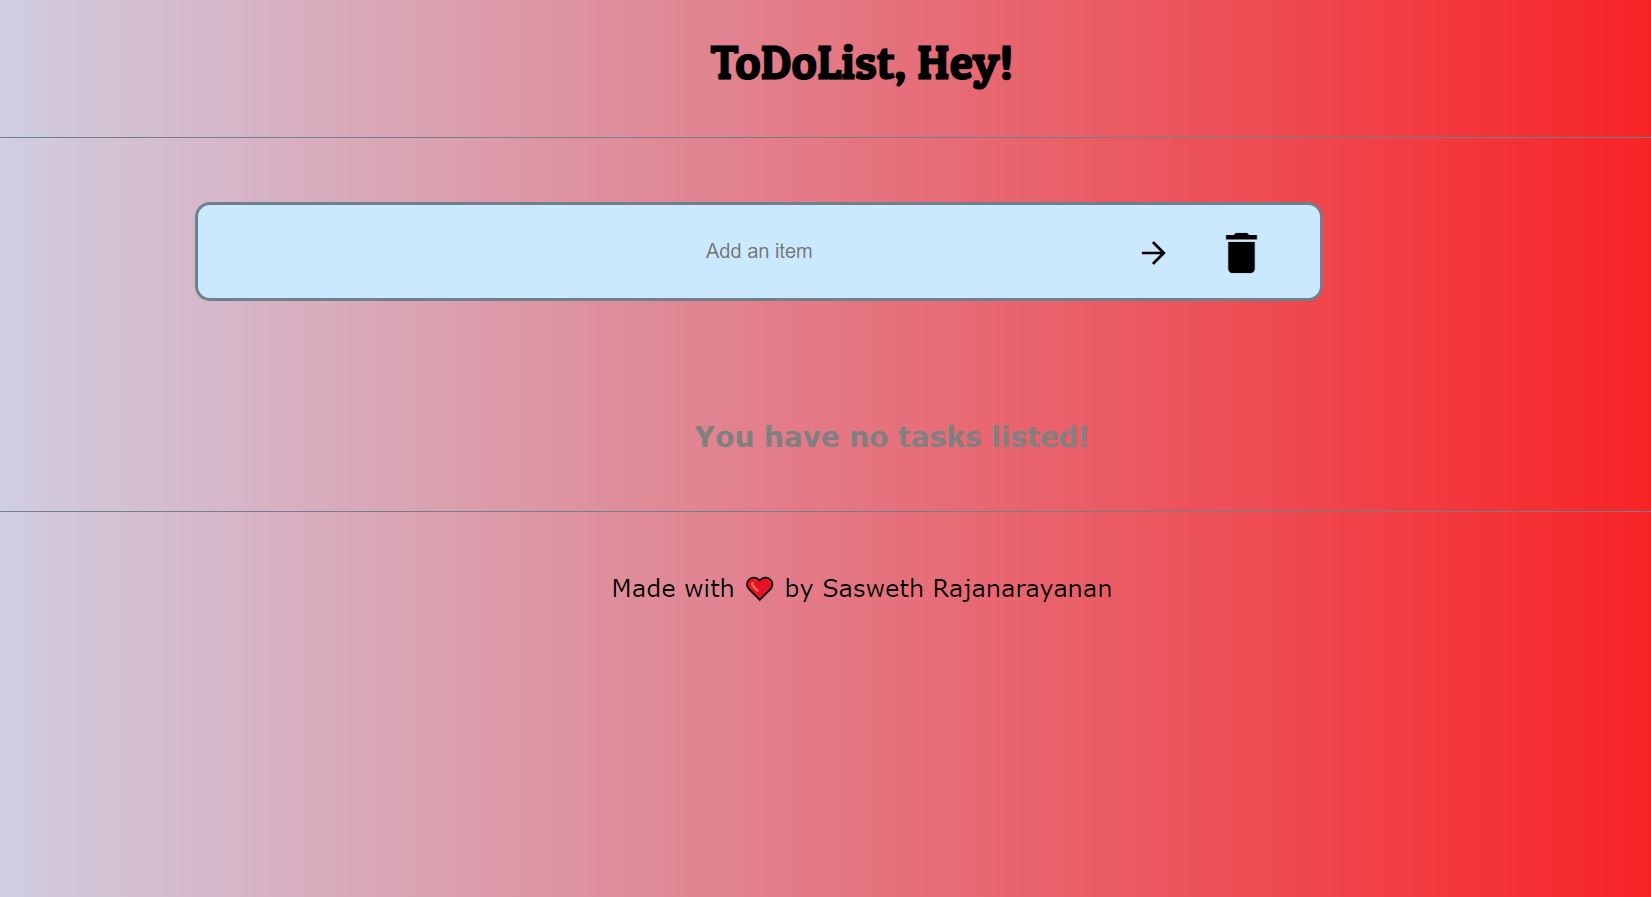 ToDoList, Hey!
Add an item
You have no tasks listed!
Made with ❤️ by Sasweth Rajanarayanan